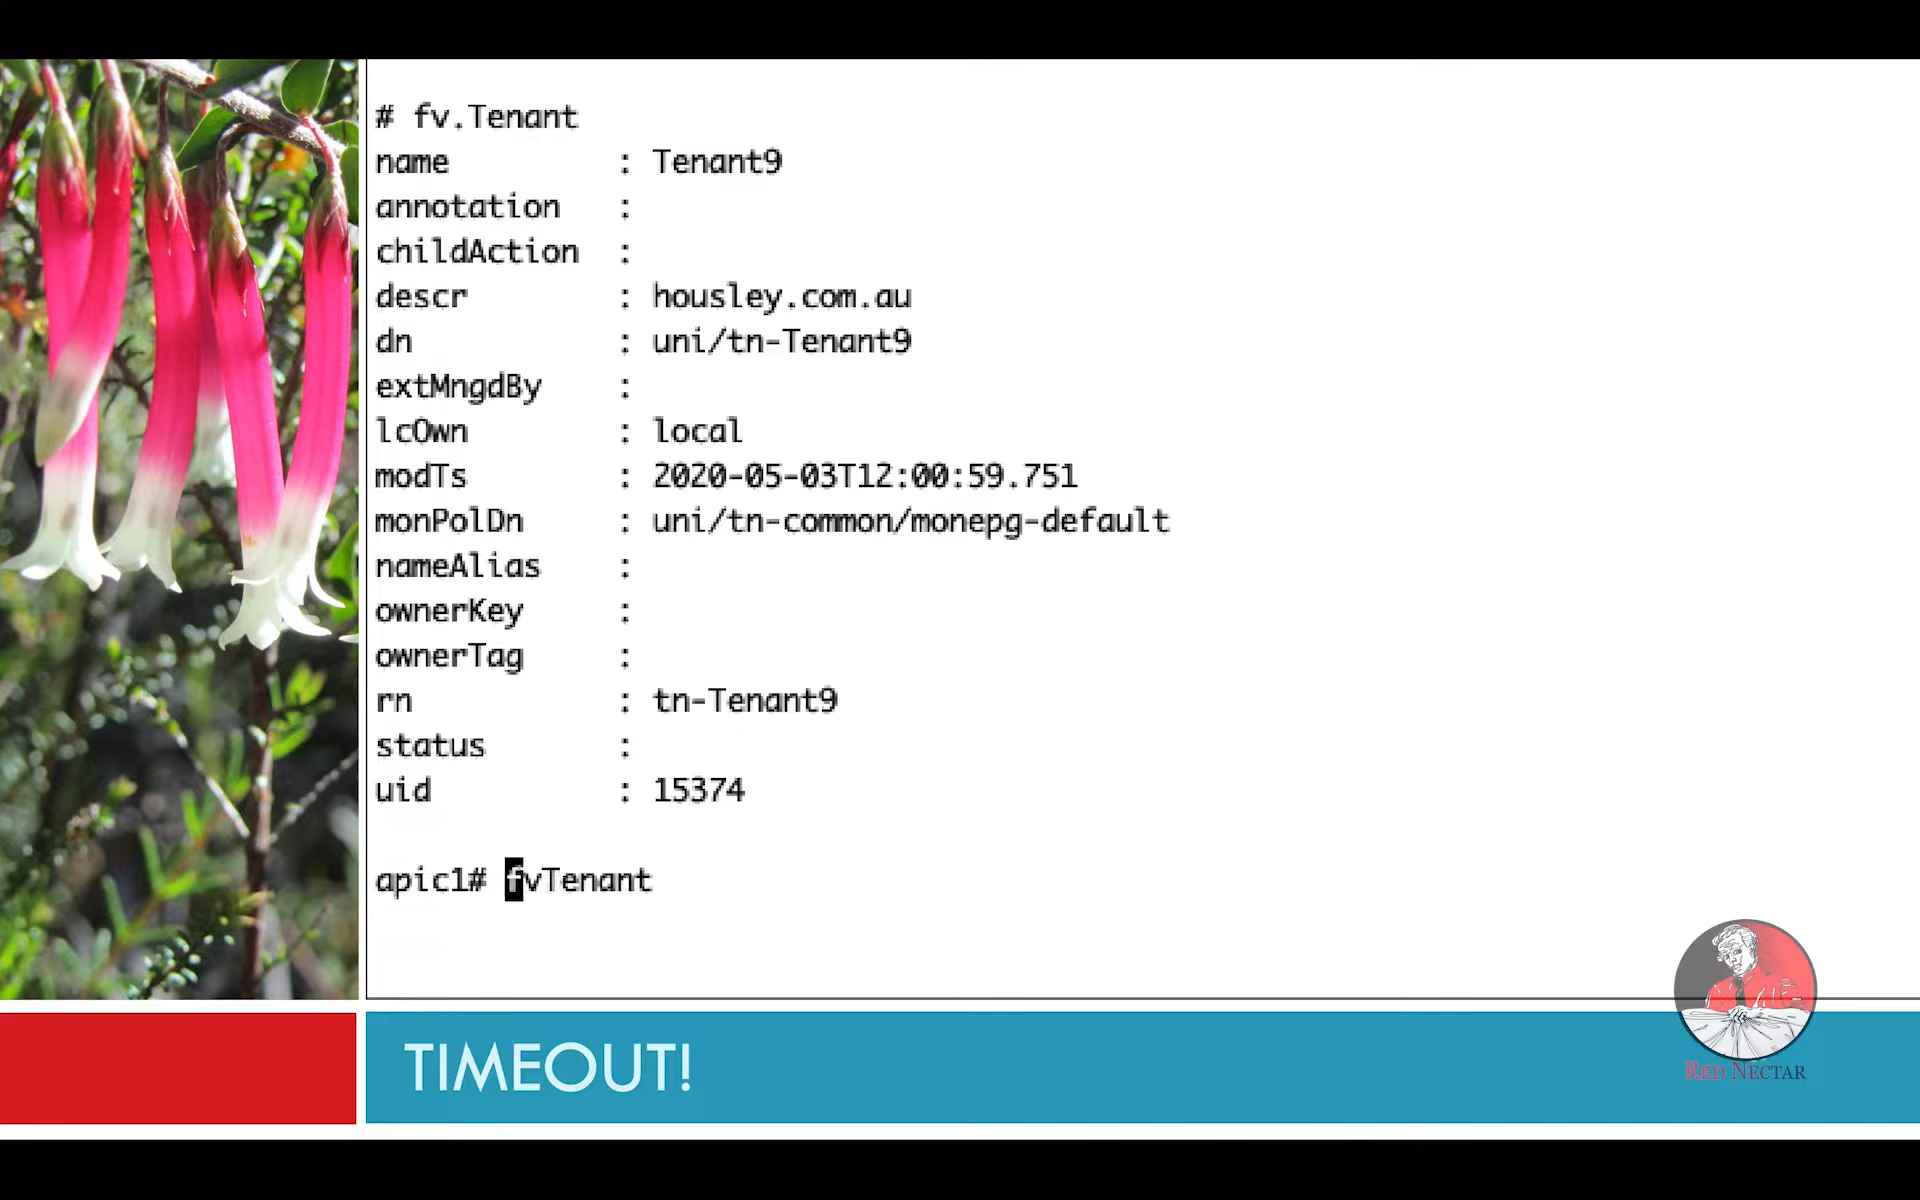 # fv.Tenant
name : Tenant9
annotation :
childAction :
descr : housley.com.au
dn : uni/tn-Tenant9
extMngdBy :
lcOwn : local
modTs : 2020-05-03T12:00:59.751
monPolDn : uni/tn-common/monepg-default
nameAlias :
ownerKey :
ownerTag :
rn : tn-Tenant9
status :
uid : 15374
apic1# fvTenant
TIMEOUT!
RED NECTAR